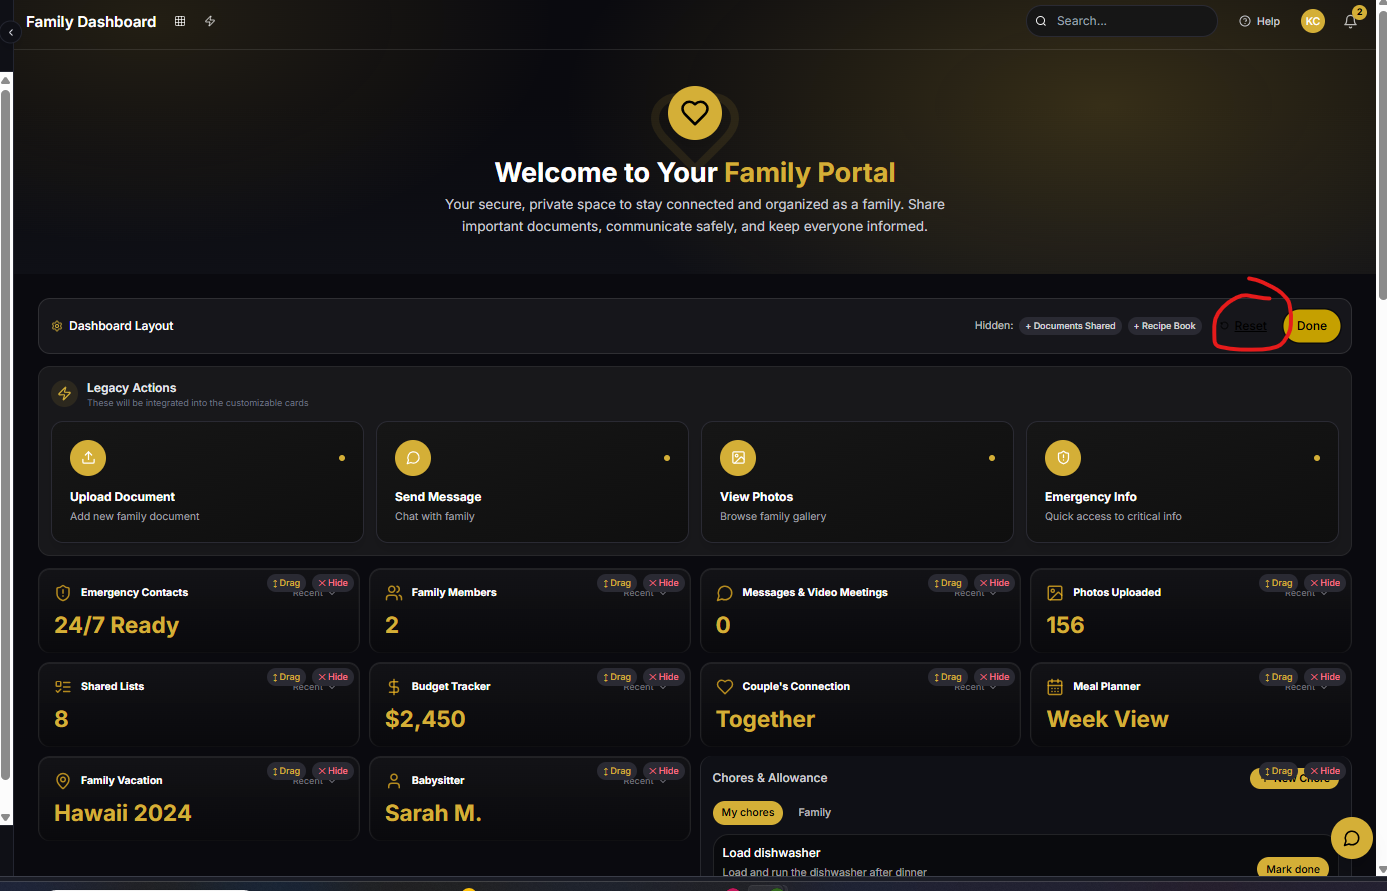 Family Dashboard
Search...
Help
KC
2
Welcome to Your Family Portal
Your secure, private space to stay connected and organized as a family. Share
important documents, communicate safely, and keep everyone informed.
Dashboard Layout
Hidden: + Documents Shared + Recipe Book Reset Done
Legacy Actions
These will be integrated into the customizable cards
Upload Document
Add new family document
Send Message
Chat with family
View Photos
Browse family gallery
Emergency Info
Quick access to critical info
Emergency Contacts
Drag Hide
Recent
24/7 Ready
Family Members
Drag Hide
Recent
2
Messages & Video Meetings
Drag Hide
Recent
0
Photos Uploaded
Drag Hide
Recent
156
Shared Lists
Drag Hide
Recent
8
Budget Tracker
Drag Hide
Recent
$2,450
Couple's Connection
Drag Hide
Recent
Together
Meal Planner
Drag Hide
Recent
Week View
Family Vacation
Drag Hide
Recent
Hawaii 2024
Babysitter
Drag Hide
Recent
Sarah M.
Chores & Allowance
Drag Hide
+ New Chore
My chores Family
Load dishwasher
Load and run the dishwasher after dinner
Mark done